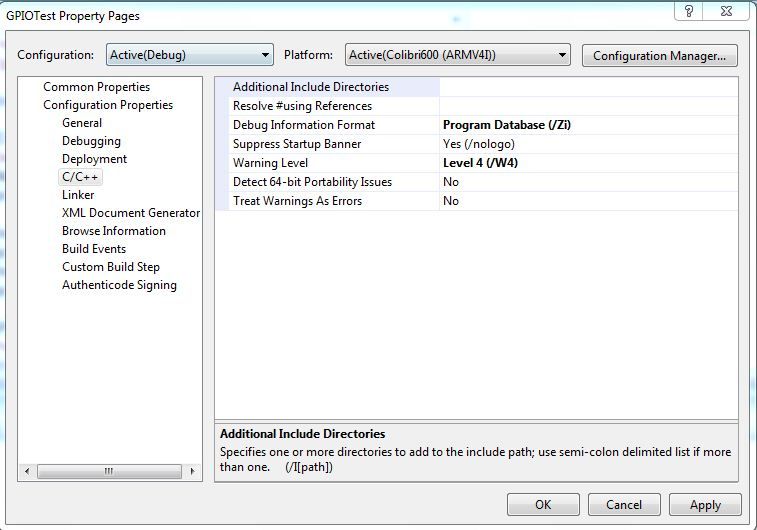 GPIOTest Property Pages
?
Configuration: Active(Debug) Platform: Active(Colibri600 (ARMV4I)) Configuration Manager...
Common Properties
Configuration Properties
General
Debugging
Deployment
C/C++
Linker
XML Document Generator
Browse Information
Build Events
Custom Build Step
Authenticode Signing
Additional Include Directories
Resolve #using References
Debug Information Format Program Database (/Zi)
Suppress Startup Banner Yes (/nologo)
Warning Level Level 4 (/W4)
Detect 64-bit Portability Issues No
Treat Warnings As Errors No
Additional Include Directories
Specifies one or more directories to add to the include path; use semi-colon delimited list if more
than one. (/I[path])
OK Cancel Apply